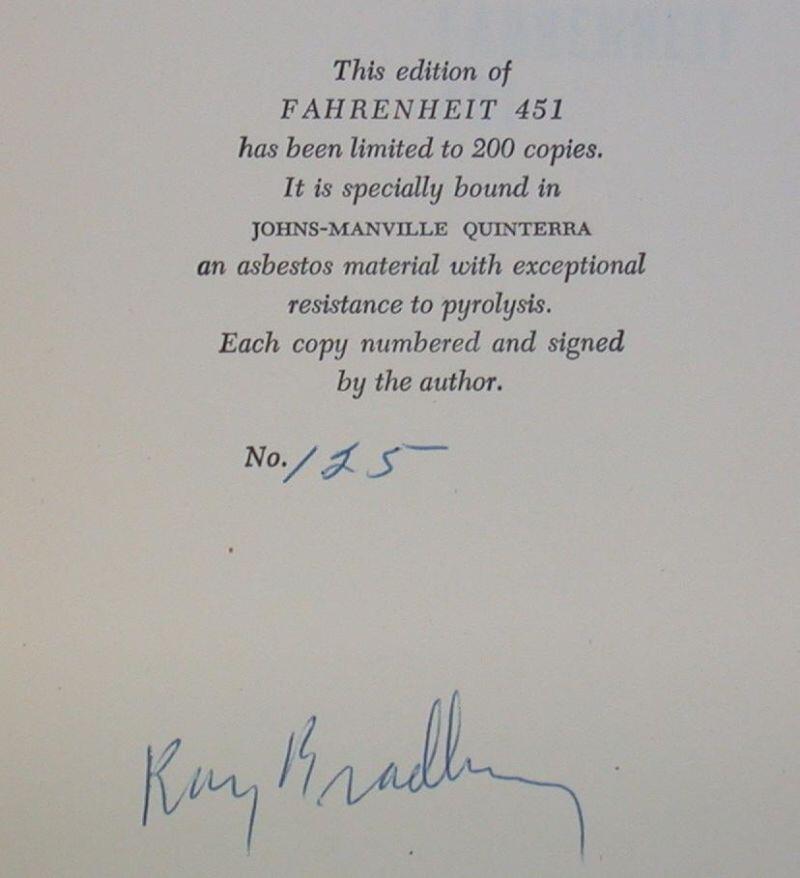 This edition of
FAHRENHEIT 451
has been limited to 200 copies.
It is specially bound in
JOHNS-MANVILLE QUINTERRA
an asbestos material with exceptional
resistance to pyrolysis.
Each copy numbered and signed
by the author.
No. 125
Ray Bradbury